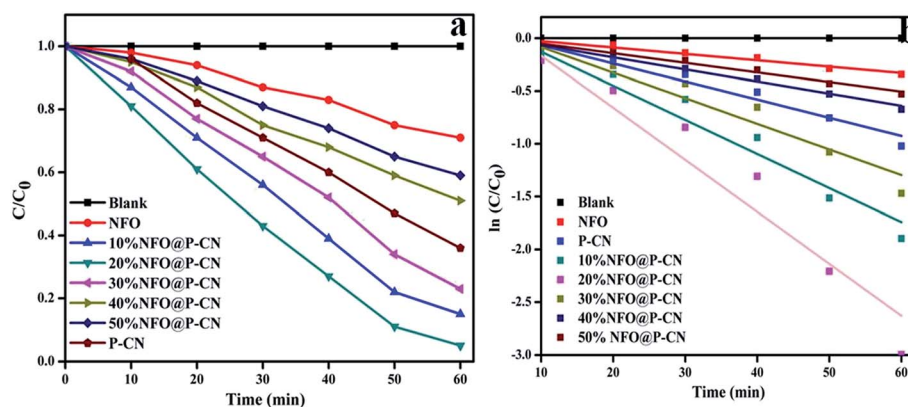 a
1.0
0.8
0.6
0.4
0.2
0.0
C/C0
Blank
NFO
10%NFO@P-CN
20%NFO@P-CN
30%NFO@P-CN
40%NFO@P-CN
50%NFO@P-CN
P-CN
0 10 20 30 40 50 60
Time (min)
0.0
-0.5
-1.0
-1.5
-2.0
-2.5
-3.0
ln (C/C0)
Blank
NFO
P-CN
10%NFO@P-CN
20%NFO@P-CN
30%NFO@P-CN
40%NFO@P-CN
50% NFO@P-CN
10 20 30 40 50 60
Time (min)